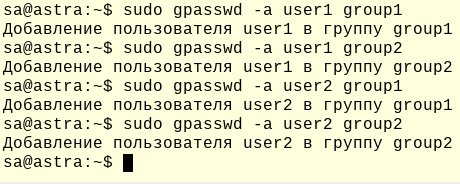 sa@astra:~$ sudo gpasswd -a user1 group1
Добавление пользователя user1 в группу group1
sa@astra:~$ sudo gpasswd -a user1 group2
Добавление пользователя user1 в группу group2
sa@astra:~$ sudo gpasswd -a user2 group1
Добавление пользователя user2 в группу group1
sa@astra:~$ sudo gpasswd -a user2 group2
Добавление пользователя user2 в группу group2
sa@astra:~$